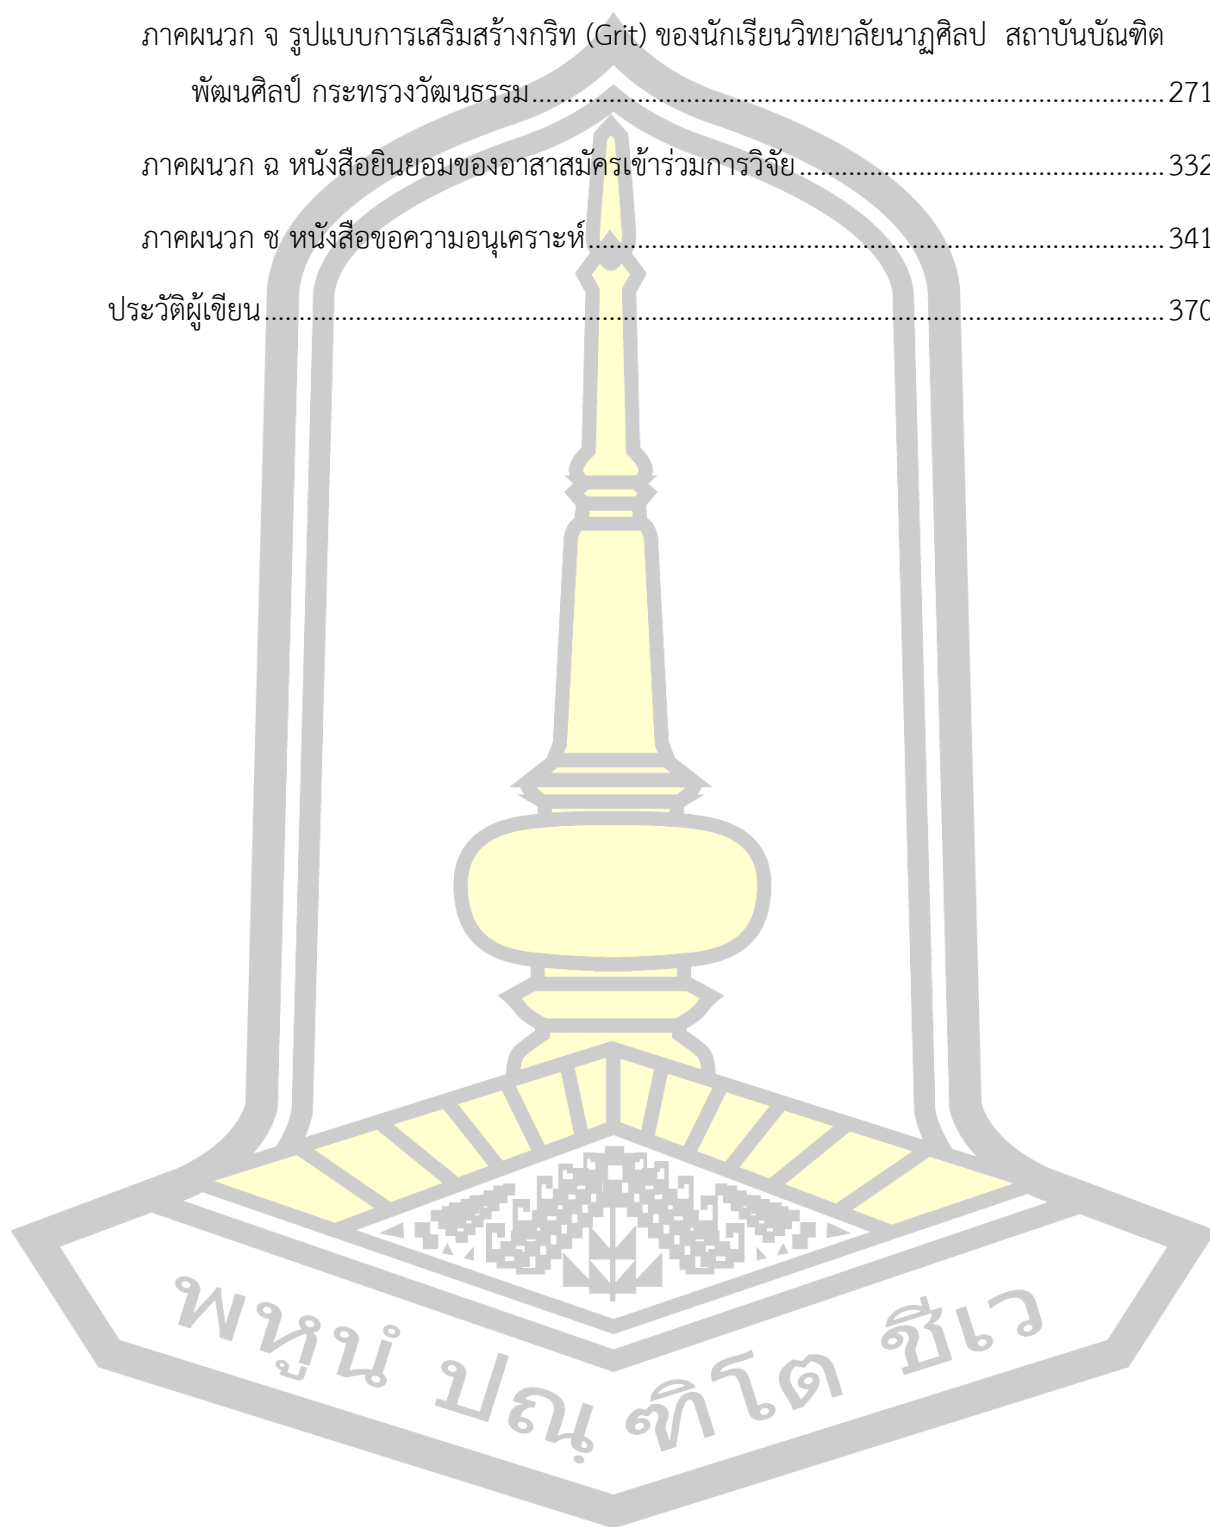 ภาคผนวก จ รูปแบบการเสริมสร้างกริท (Grit) ของนักเรียนวิทยาลัยนาฏศิลป  สถาบันบัณฑิต
พัฒนศิลป์ กระทรวงวัฒนธรรม........................................................................................ 271
ภาคผนวก ฉ หนังสือยินยอมของอาสาสมัครเข้าร่วมการวิจัย................................................... 332
ภาคผนวก ช หนังสือขอความอนุเคราะห์................................................................................ 341
ประวัติผู้เขียน............................................................................................................................. 370
พหูนํ ปณฺฑิโต ชีเว